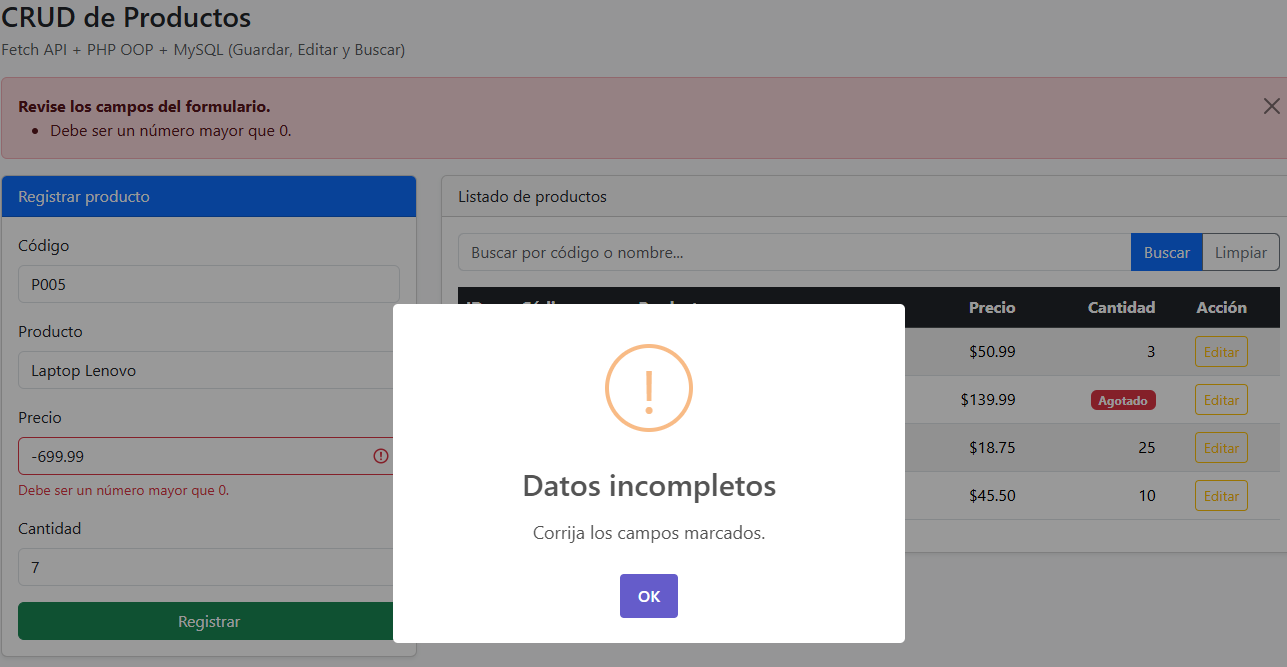 CRUD de Productos
Fetch API + PHP OOP + MySQL (Guardar, Editar y Buscar)
Revise los campos del formulario.
• Debe ser un número mayor que 0.
Registrar producto
Código
P005
Producto
Laptop Lenovo
Precio
-699.99
Debe ser un número mayor que 0.
Cantidad
7
Registrar
Listado de productos
Buscar por código o nombre...
Buscar
Limpiar
Precio Cantidad Acción
$50.99 3 Editar
$139.99 Agotado Editar
$18.75 25 Editar
$45.50 10 Editar
Datos incompletos
Corrija los campos marcados.
OK